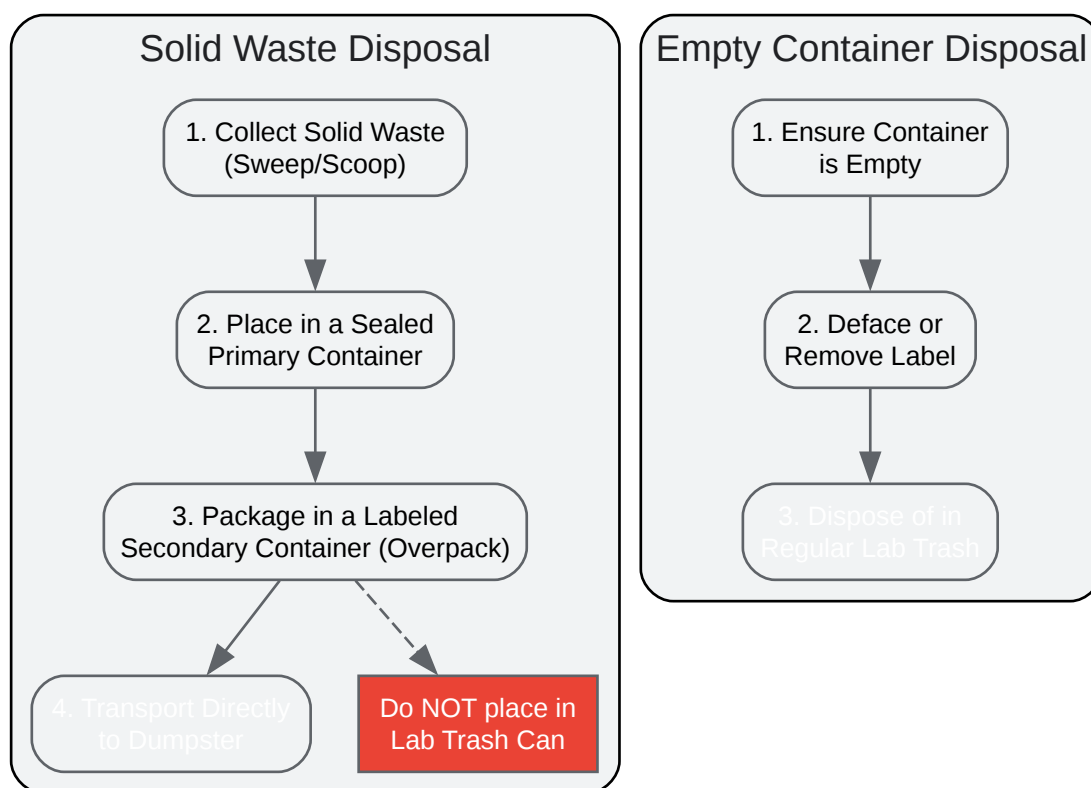 Solid Waste Disposal
1. Collect Solid Waste
(Sweep/Scoop)
2. Place in a Sealed
Primary Container
3. Package in a Labeled
Secondary Container (Overpack)
4. Transport Directly
to Dumpster
Do NOT place in
Lab Trash Can
Empty Container Disposal
1. Ensure Container
is Empty
2. Deface or
Remove Label
3. Dispose of in
Regular Lab Trash